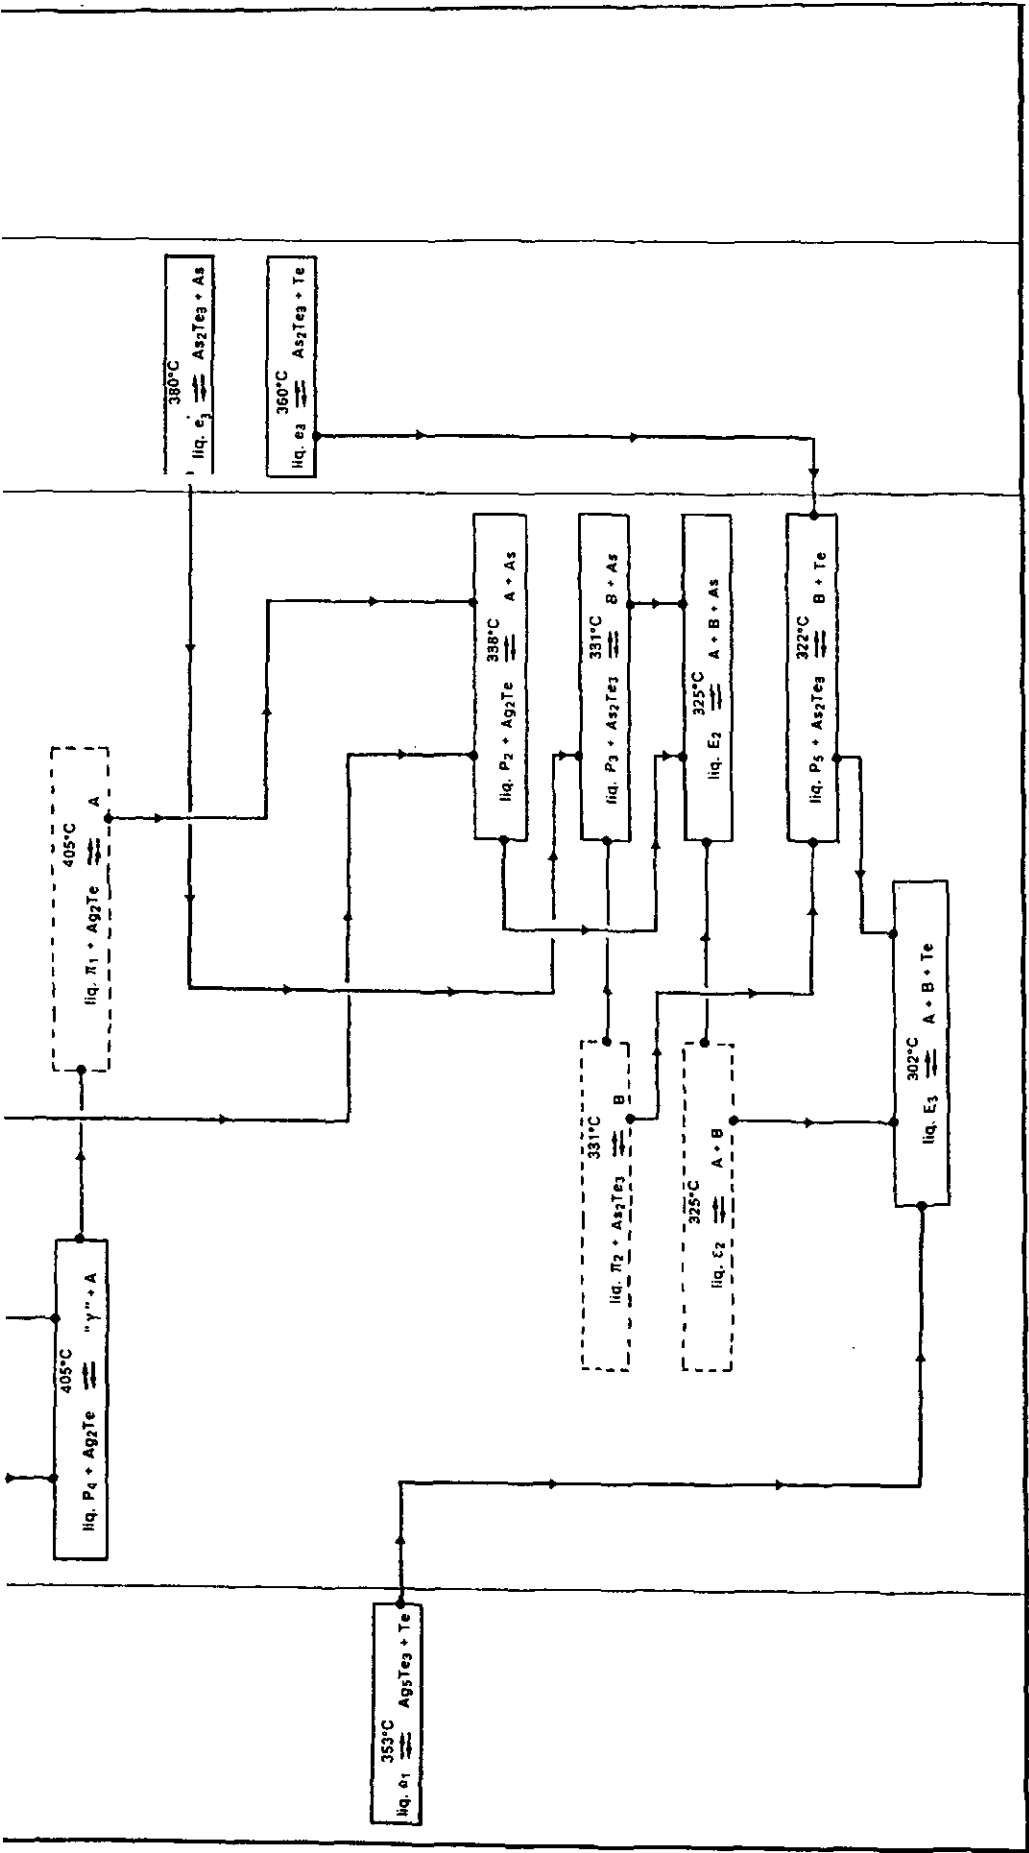 353°C
liq. e1 ⇌ Ag5Te3 + Te
405°C
liq. P4 + Ag2Te ⇌ "γ" + A
405°C
liq. π1 + Ag2Te ⇌ A
331°C
liq. π2 + As2Te3 ⇌ B
325°C
liq. ε2 ⇌ A + B
302°C
liq. E3 ⇌ A + B + Te
338°C
liq. P2 + Ag2Te ⇌ A + As
331°C
liq. P3 + As2Te3 ⇌ B + As
325°C
liq. E2 ⇌ A + B + As
322°C
liq. P5 + As2Te3 ⇌ B + Te
380°C
liq. e'3 ⇌ As2Te3 + As
360°C
liq. e3 ⇌ As2Te3 + Te